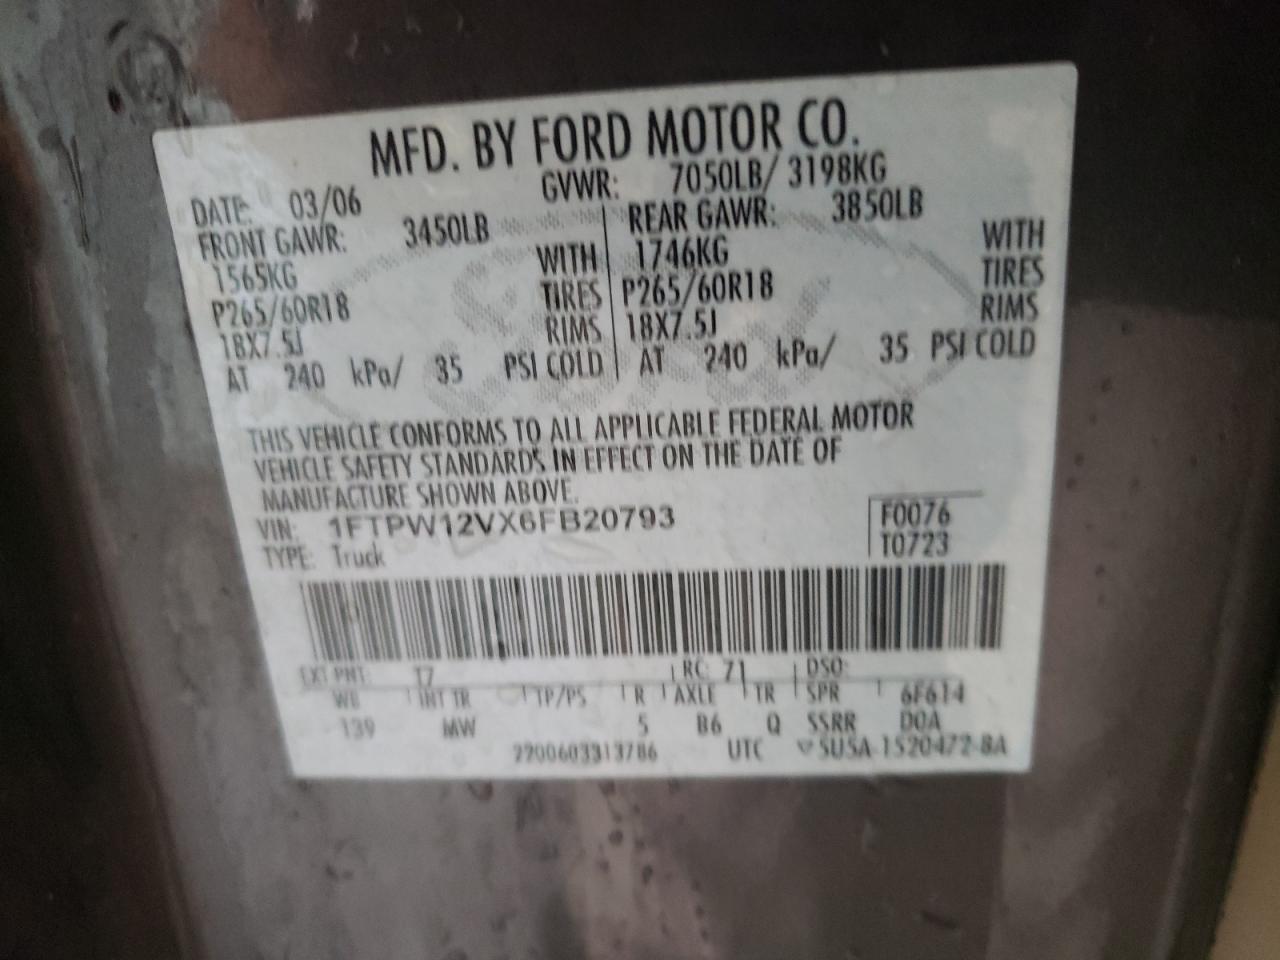 MFD. BY FORD MOTOR CO.
DATE: 03/06 GVWR: 7050LB/ 3198KG
FRONT GAWR: 3450LB REAR GAWR: 3850LB
1565KG WITH 1746KG WITH
P265/60R18 TIRES P265/60R18 TIRES
18X7.5J RIMS 18X7.5J RIMS
AT 240 kPa/ 35 PSI COLD AT 240 kPa/ 35 PSI COLD
THIS VEHICLE CONFORMS TO ALL APPLICABLE FEDERAL MOTOR
VEHICLE SAFETY STANDARDS IN EFFECT ON THE DATE OF
MANUFACTURE SHOWN ABOVE.
VIN: 1FTPW12VX6FB20793 F0076
TYPE: Truck T0723
EXT PNT: T7 RC: 71 DSO:
WB INT TR TP/PS R AXLE TR SPR 6F614
139 MW 5 B6 Q SSRR DOA
2200603313786 UTC ▽5U5A-1520472-BA